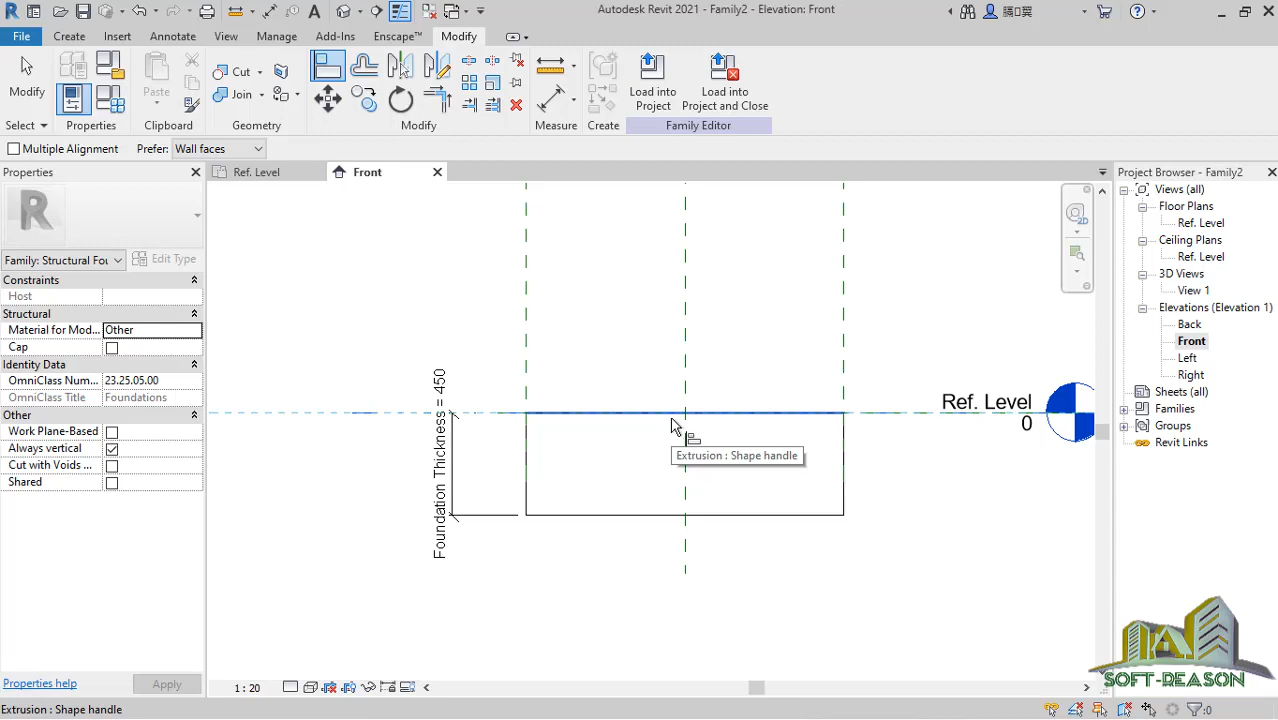 Autodesk Revit 2021 - Family2 - Elevation: Front
File Create Insert Annotate View Manage Add-Ins Enscape™ Modify
Modify
Paste
Cut
Join
Load into Project
Load into Project and Close
Select Properties Clipboard Geometry Modify Measure Create Family Editor
Multiple Alignment Prefer: Wall faces
Properties
Ref. Level
Front
Project Browser - Family2
Family: Structural Fou
Edit Type
Constraints
Host
Structural
Material for Mod... Other
Cap
Identity Data
OmniClass Num... 23.25.05.00
OmniClass Title Foundations
Other
Work Plane-Based
Always vertical
Cut with Voids ...
Shared
Properties help
Apply
Foundation Thickness = 450
Extrusion : Shape handle
Ref. Level
0
2D
Views (all)
Floor Plans
Ref. Level
Ceiling Plans
Ref. Level
3D Views
View 1
Elevations (Elevation 1)
Back
Front
Left
Right
Sheets (all)
Families
Groups
Revit Links
SOFT-REASON
1 : 20
Extrusion : Shape handle
:0